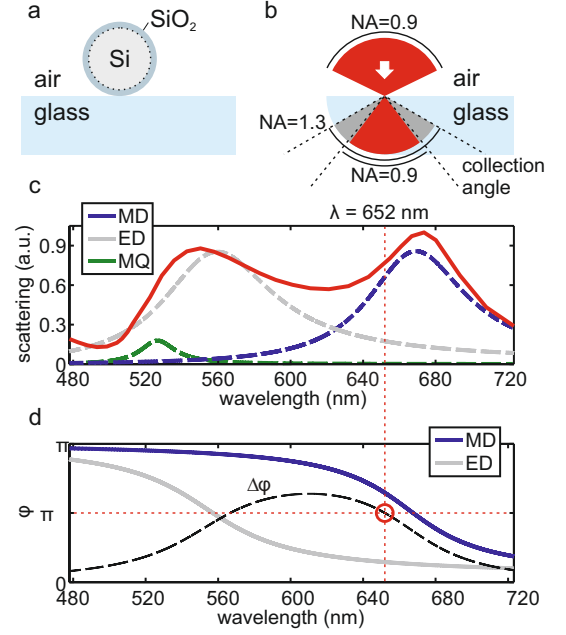 a
SiO₂
Si
air
glass
b
NA=0.9
air
glass
NA=1.3
NA=0.9
collection
angle
c
λ = 652 nm
MD
ED
MQ
scattering (a.u.)
0.9
0.6
0.3
0
480 520 560 600 640 680 720
wavelength (nm)
d
MD
ED
Δφ
φ
π
π
0
480 520 560 600 640 680 720
wavelength (nm)